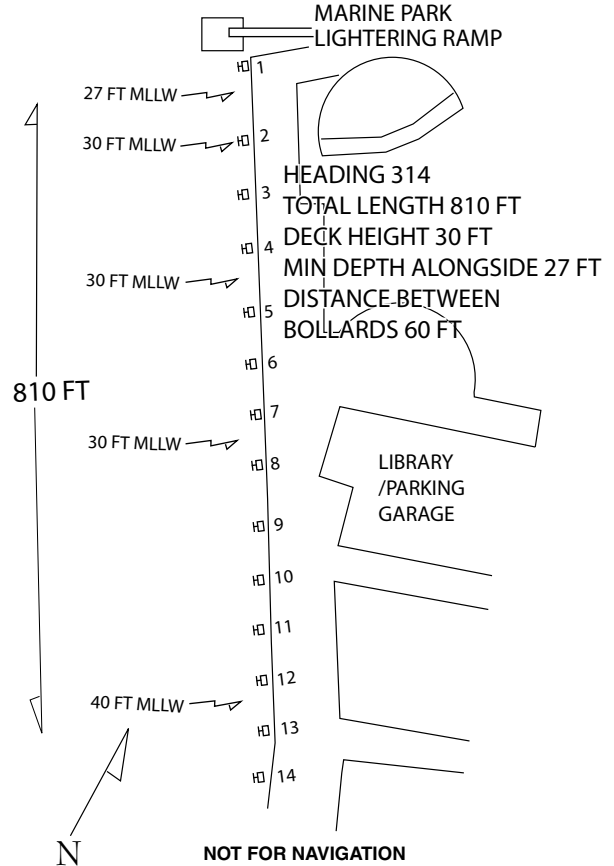 MARINE PARK
LIGHTERING RAMP
1
27 FT MLLW
2
30 FT MLLW
3
HEADING 314
TOTAL LENGTH 810 FT
4
DECK HEIGHT 30 FT
MIN DEPTH ALONGSIDE 27 FT
30 FT MLLW
DISTANCE BETWEEN
5
BOLLARDS 60 FT
6
810 FT
7
30 FT MLLW
8
LIBRARY
/PARKING
GARAGE
9
10
11
12
40 FT MLLW
13
14
N
NOT FOR NAVIGATION